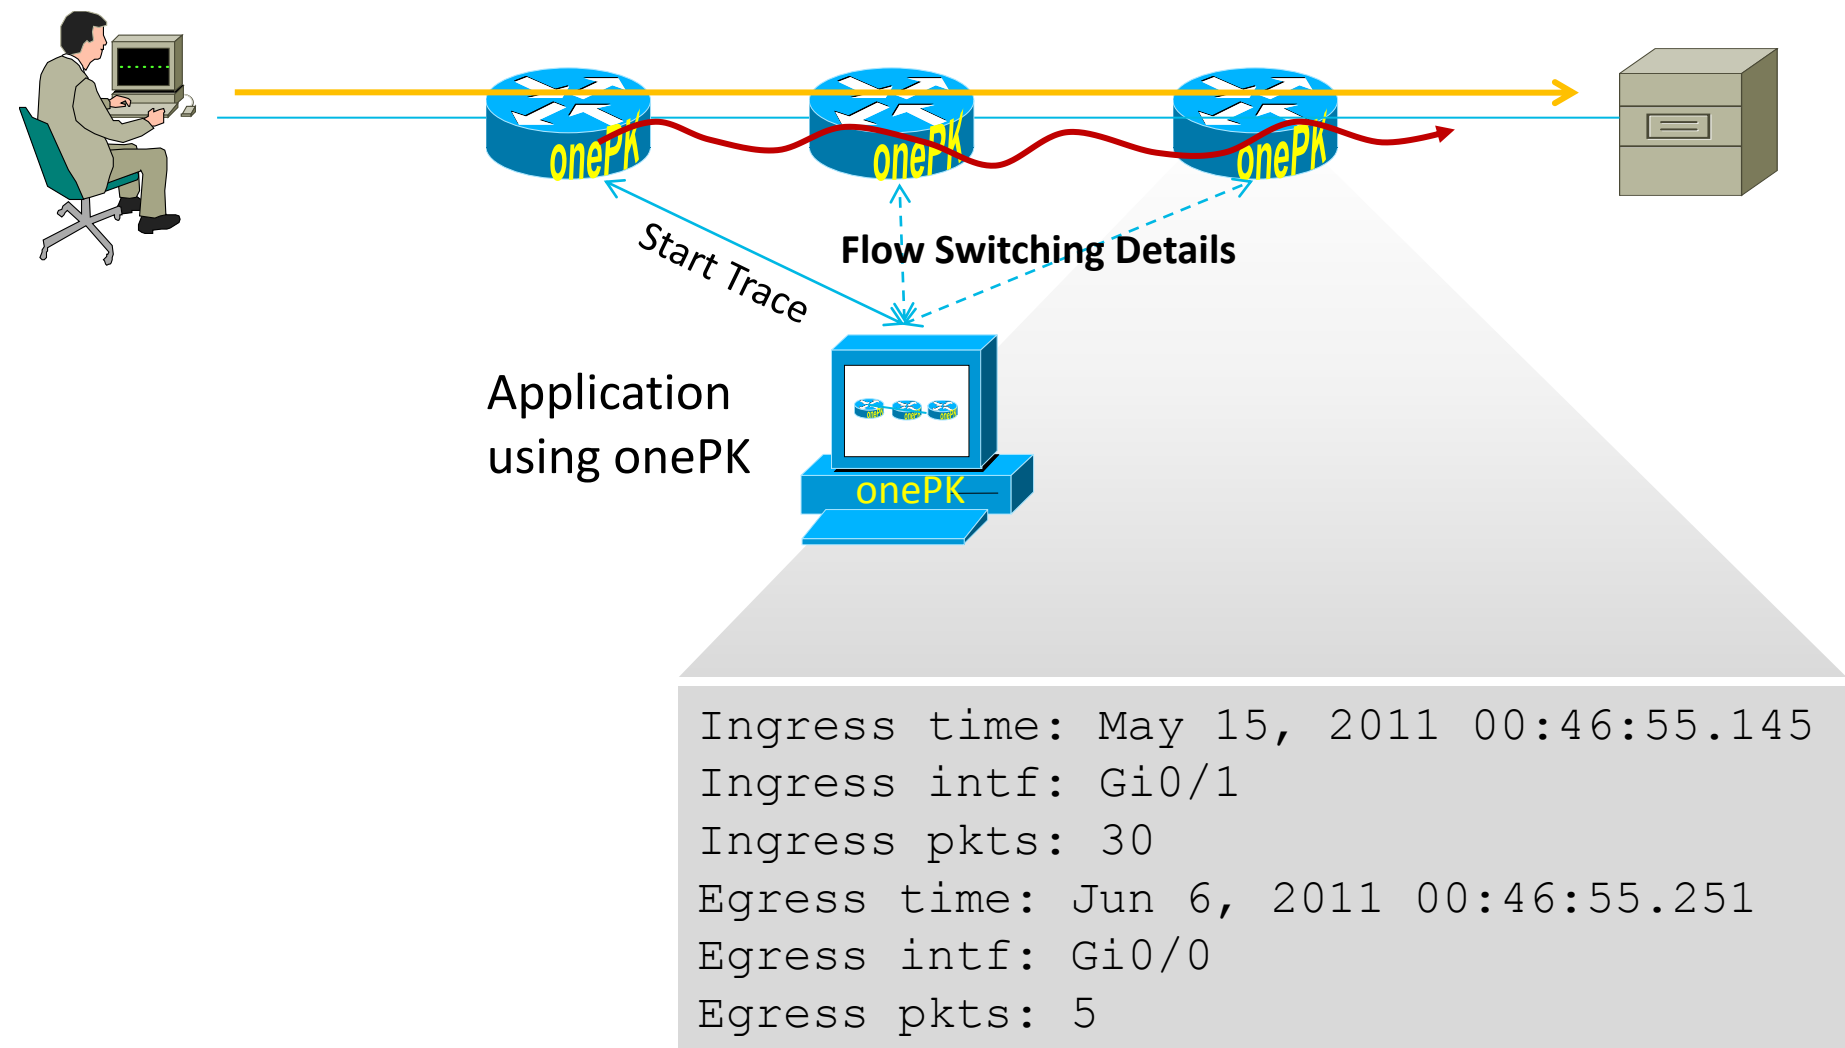 onePK
onePK
onePK
Start Trace
Flow Switching Details
Application
using onePK
onePK
Ingress time: May 15, 2011 00:46:55.145
Ingress intf: Gi0/1
Ingress pkts: 30
Egress time: Jun 6, 2011 00:46:55.251
Egress intf: Gi0/0
Egress pkts: 5